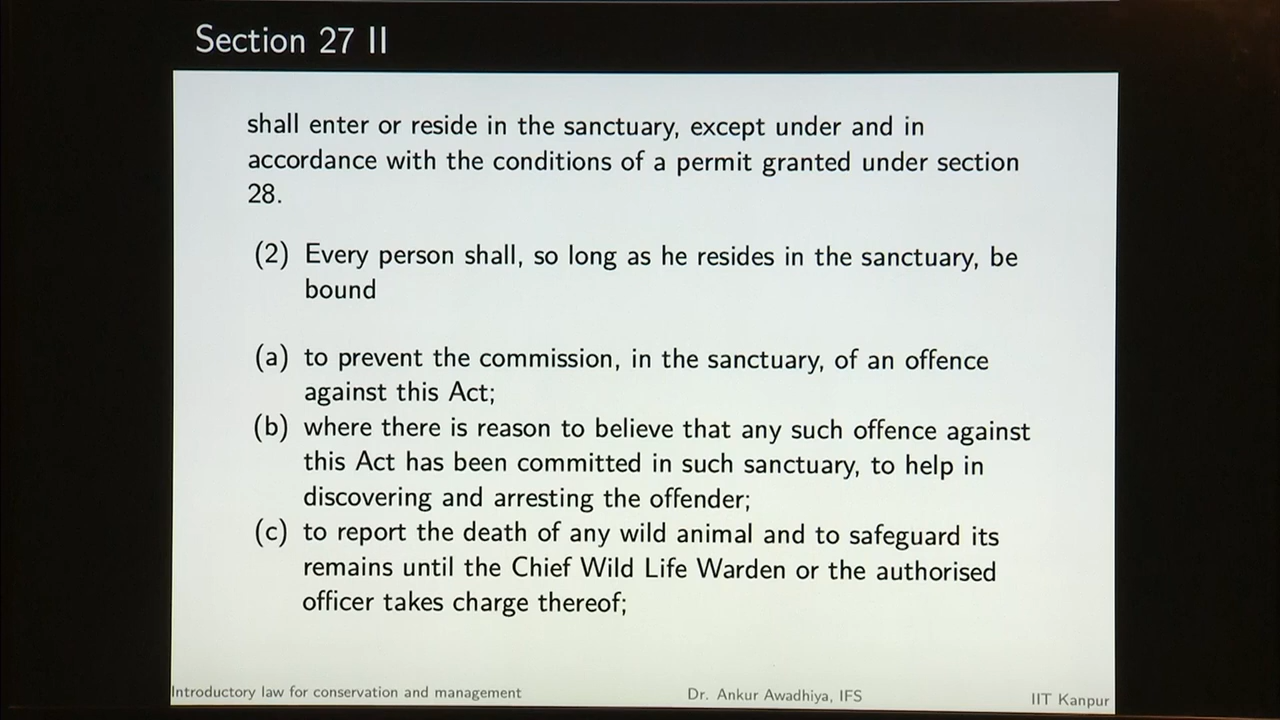 Section 27 II
shall enter or reside in the sanctuary, except under and in
accordance with the conditions of a permit granted under section
28.
(2) Every person shall, so long as he resides in the sanctuary, be
bound
(a) to prevent the commission, in the sanctuary, of an offence
against this Act;
(b) where there is reason to believe that any such offence against
this Act has been committed in such sanctuary, to help in
discovering and arresting the offender;
(c) to report the death of any wild animal and to safeguard its
remains until the Chief Wild Life Warden or the authorised
officer takes charge thereof;
Introductory law for conservation and management Dr. Ankur Awadhiya, IFS IIT Kanpur